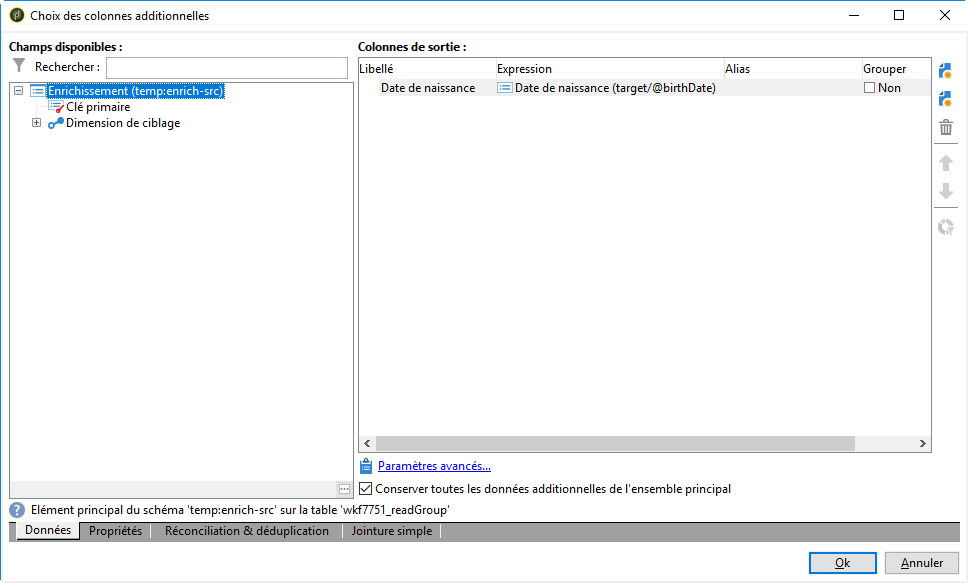 Choix des colonnes additionnelles
Champs disponibles :
Rechercher :
Enrichissement (temp:enrich-src)
Clé primaire
Dimension de ciblage
Colonnes de sortie :
Libellé Expression Alias Grouper
Date de naissance Date de naissance (target/@birthDate) Non
Paramètres avancés...
Conserver toutes les données additionnelles de l'ensemble principal
Elément principal du schéma 'temp:enrich-src' sur la table 'wkf7751_readGroup'
Données Propriétés Réconciliation & déduplication Jointure simple
Ok Annuler